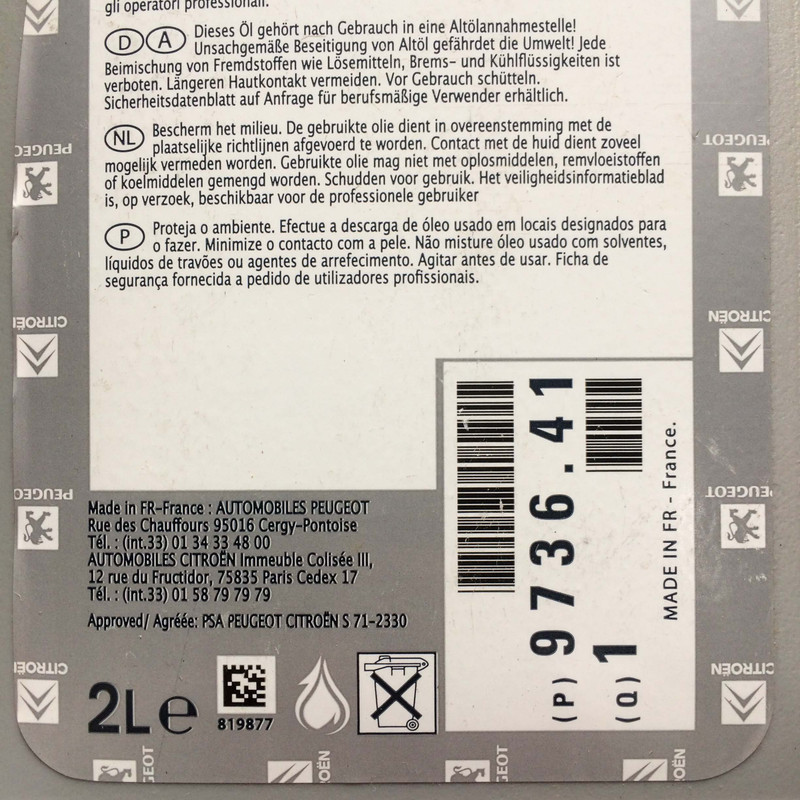 gli operatori professionali.
D A Dieses Öl gehört nach Gebrauch in eine Altölannahmestelle!
Unsachgemäße Beseitigung von Altöl gefährdet die Umwelt! Jede
Beimischung von Fremdstoffen wie Lösemitteln, Brems- und Kühlflüssigkeiten ist
verboten. Längeren Hautkontakt vermeiden. Vor Gebrauch schütteln.
Sicherheitsdatenblatt auf Anfrage für berufsmäßige Verwender erhältlich.
NL Bescherm het milieu. De gebruikte olie dient in overeenstemming met de
plaatselijke richtlijnen afgevoerd te worden. Contact met de huid dient zoveel
mogelijk vermeden worden. Gebruikte olie mag niet met oplosmiddelen, remvloeistoffen
of koelmiddelen gemengd worden. Schudden voor gebruik. Het veiligheidsinformatieblad
is, op verzoek, beschikbaar voor de professionele gebruiker
P Proteja o ambiente. Efectue a descarga de óleo usado em locais designados para
o fazer. Minimize o contacto com a pele. Não misture óleo usado com solventes,
líquidos de travões ou agentes de arrefecimento. Agitar antes de usar. Ficha de
segurança fornecida a pedido de utilizadores profissionais.
Made in FR-France : AUTOMOBILES PEUGEOT
Rue des Chauffours 95016 Cergy-Pontoise
Tél. : (int.33) 01 34 33 48 00
AUTOMOBILES CITROËN Immeuble Colisée III,
12 rue du Fructidor, 75835 Paris Cedex 17
Tél. : (int.33) 01 58 79 79 79
Approved/ Agréée: PSA PEUGEOT CITROËN S 71-2330
2L e
819877
(P) 9736.41
(Q) 1
MADE IN FR - France.
PEUGEOT
CITROËN
PEUGEOT
CITROËN
PEUGEOT
CITROËN
PEUGEOT
CITROËN
GEOT
OËN
GEOT
OËN